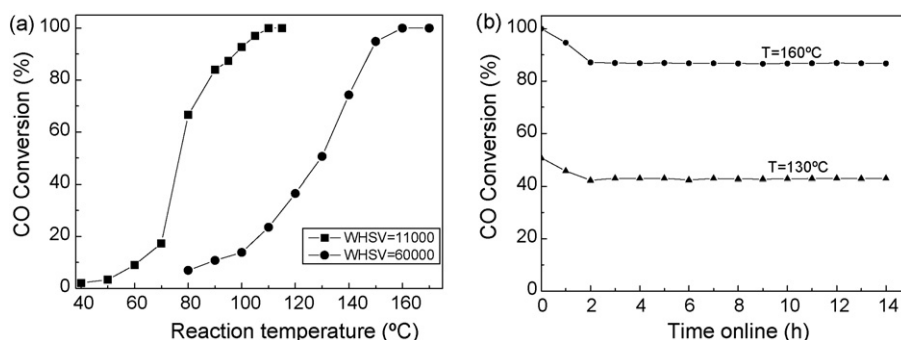 (a)
CO Conversion (%)
100
80
60
40
20
0
40 60 80 100 120 140 160
Reaction temperature (ºC)
WHSV=11000
WHSV=60000
(b)
CO Conversion (%)
100
80
60
40
20
0
0 2 4 6 8 10 12 14
Time online (h)
T=160ºC
T=130ºC